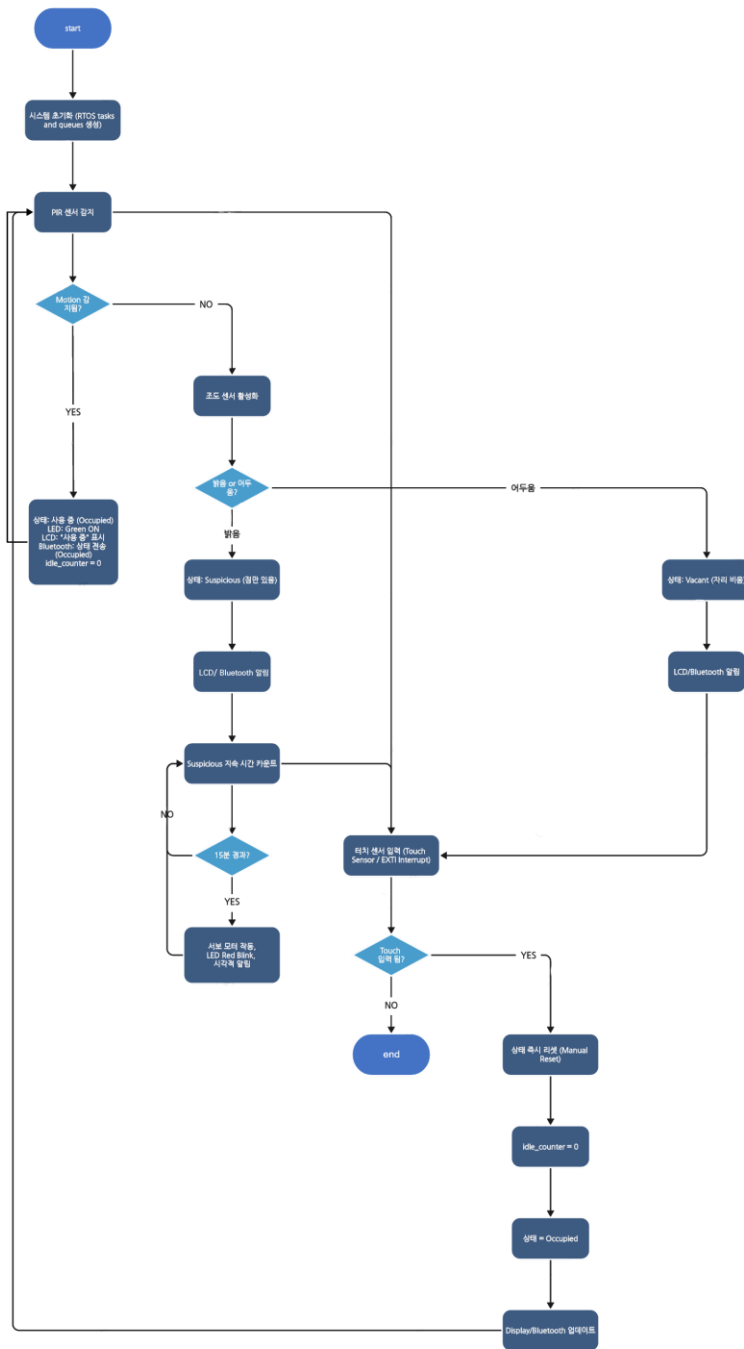 start
시스템 초기화 (RTOS tasks
and queues 생성)
PIR 센서 감지
Motion 감
지됨?
NO
YES
조도 센서 활성화
밝음 or 어두
움?
어두움
밝음
상태: 사용 중 (Occupied)
LED: Green ON
LCD: "사용 중" 표시
Bluetooth: 상태 전송
(Occupied)
idle_counter = 0
상태: Suspicious (짐만 있음)
상태: Vacant (자리 비움)
LCD/ Bluetooth 알림
LCD/Bluetooth 알림
Suspicious 지속 시간 카운트
NO
15분 경과?
YES
터치 센서 입력 (Touch
Sensor / EXTI Interrupt)
서보 모터 작동,
LED Red Blink,
시각적 알림
Touch
입력 됨?
YES
NO
end
상태 즉시 리셋 (Manual
Reset)
idle_counter = 0
상태 = Occupied
Display/Bluetooth 업데이트